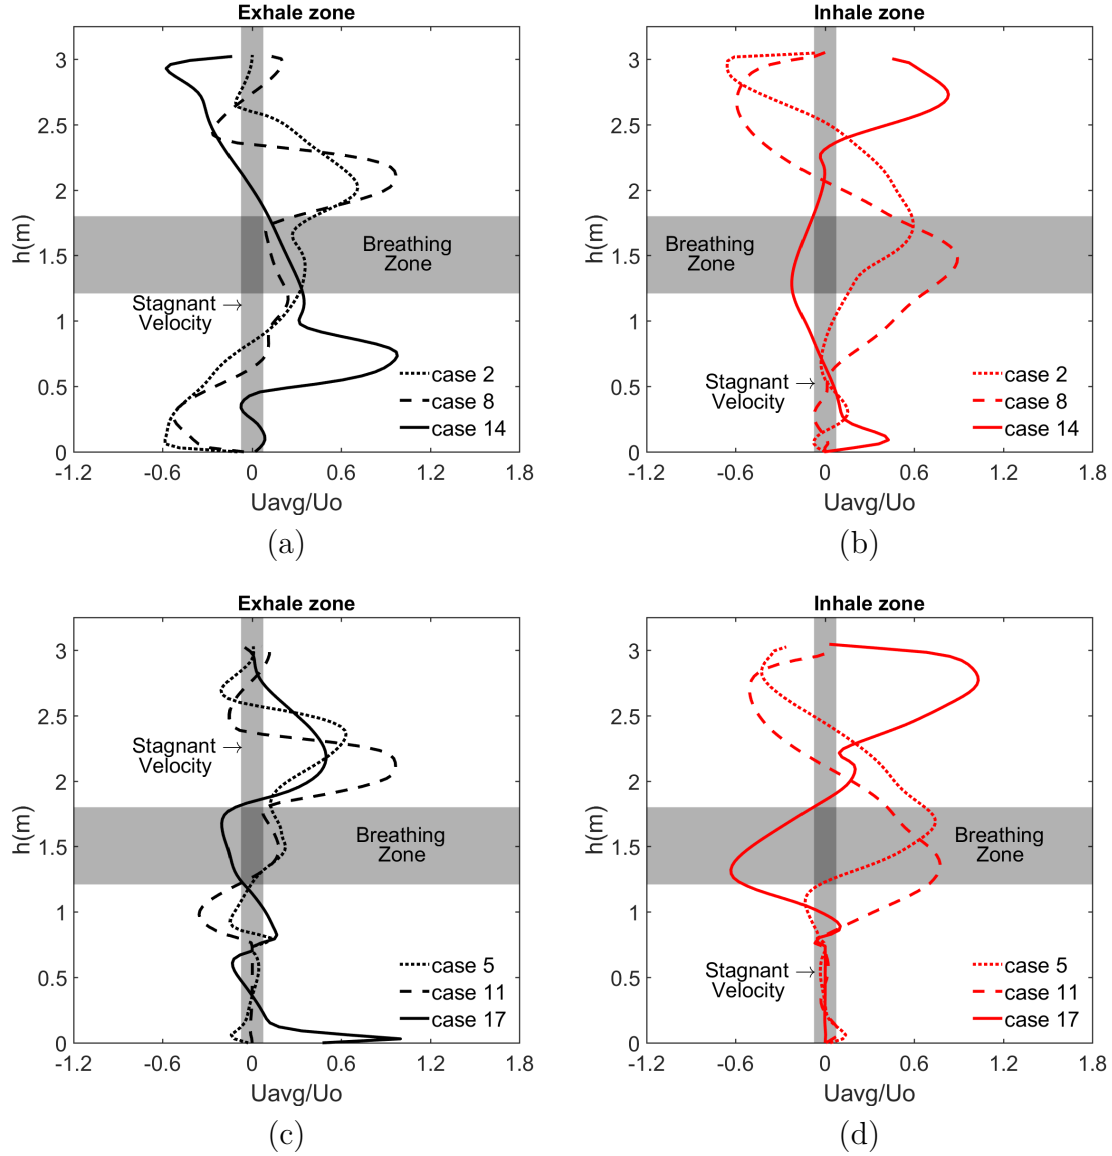 Exhale zone
3
2.5
2
1.5
1
0.5
0
h(m)
Breathing
Zone
Stagnant →
Velocity
case 2
case 8
case 14
-1.2 -0.6 0 0.6 1.2 1.8
Uavg/Uo
(a)
Inhale zone
3
2.5
2
1.5
1
0.5
0
h(m)
Breathing
Zone
Stagnant →
Velocity
case 2
case 8
case 14
-1.2 -0.6 0 0.6 1.2 1.8
Uavg/Uo
(b)
Exhale zone
3
2.5
2
1.5
1
0.5
0
h(m)
Stagnant →
Velocity
Breathing
Zone
case 5
case 11
case 17
-1.2 -0.6 0 0.6 1.2 1.8
Uavg/Uo
(c)
Inhale zone
3
2.5
2
1.5
1
0.5
0
h(m)
Breathing
Zone
Stagnant →
Velocity
case 5
case 11
case 17
-1.2 -0.6 0 0.6 1.2 1.8
Uavg/Uo
(d)